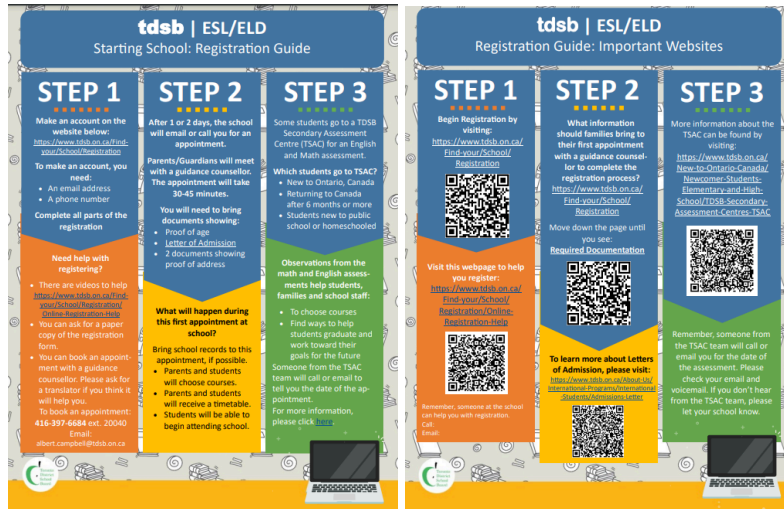 tdsb | ESL/ELD
Starting School: Registration Guide
STEP 1
Make an account on the
website below:
https://www.tdsb.on.ca/Find-
your/School/Registration
To make an account, you
need:
• An email address
• A phone number
Complete all parts of the
registration
Need help with
registering?
• There are videos to help
https://www.tdsb.on.ca/Find-
your/School/Registration/
Online-Registration-Help
• You can ask for a paper
copy of the registration
form.
• You can book an appoint-
ment with a guidance
counsellor. Please ask for
a translator if you think it
will help you.
To book an appointment:
416-397-6684 ext. 20040
Email:
albert.campbell@tdsb.on.ca
STEP 2
After 1 or 2 days, the school
will email or call you for an
appointment.
Parents/Guardians will meet
with a guidance counsellor.
The appointment will take
30-45 minutes.
You will need to bring
documents showing:
• Proof of age
• Letter of Admission
• 2 documents showing
proof of address
What will happen during
this first appointment at
school?
Bring school records to this
appointment, if possible.
• Parents and students
will choose courses.
• Parents and students
will receive a timetable.
• Students will be able to
begin attending school.
STEP 3
Some students go to a TDSB
Secondary Assessment
Centre (TSAC) for an English
and Math assessment.
Which students go to TSAC?
• New to Ontario, Canada
• Returning to Canada
after 6 months or more
• Students new to public
school or homeschooled
Observations from the
math and English assess-
ments help students,
families and school staff:
• To choose courses
• Find ways to help
students graduate and
work toward their
goals for the future
Someone from the TSAC
team will call or email to
tell you the date of the ap-
pointment.
For more information,
please click here.
Toronto
District
School
Board
tdsb | ESL/ELD
Registration Guide: Important Websites
STEP 1
Begin Registration by
visiting:
https://www.tdsb.on.ca/
Find-your/School/
Registration
Visit this webpage to help
you register:
https://www.tdsb.on.ca/
Find-your/School/
Registration/Online-
Registration-Help
Remember, someone at the school
can help you with registration.
Call:
Email:
STEP 2
What information
should families bring to
their first appointment
with a guidance counsel-
lor to complete the
registration process?
https://www.tdsb.on.ca/
Find-your/School/
Registration
Move down the page until
you see:
Required Documentation
To learn more about Letters
of Admission, please visit:
https://www.tdsb.on.ca/About-Us/
International-Programs/International
-Students/Admissions-Letter
STEP 3
More information about the
TSAC can be found by
visiting:
https://www.tdsb.on.ca/
New-to-Ontario-Canada/
Newcomer-Students-
Elementary-and-High-
School/TDSB-Secondary-
Assessment-Centres-TSAC
Remember, someone from
the TSAC team will call or
email you for the date of
the assessment. Please
check your email and
voicemail. If you don't hear
from the TSAC team, please
let your school know.
Toronto
District
School
Board